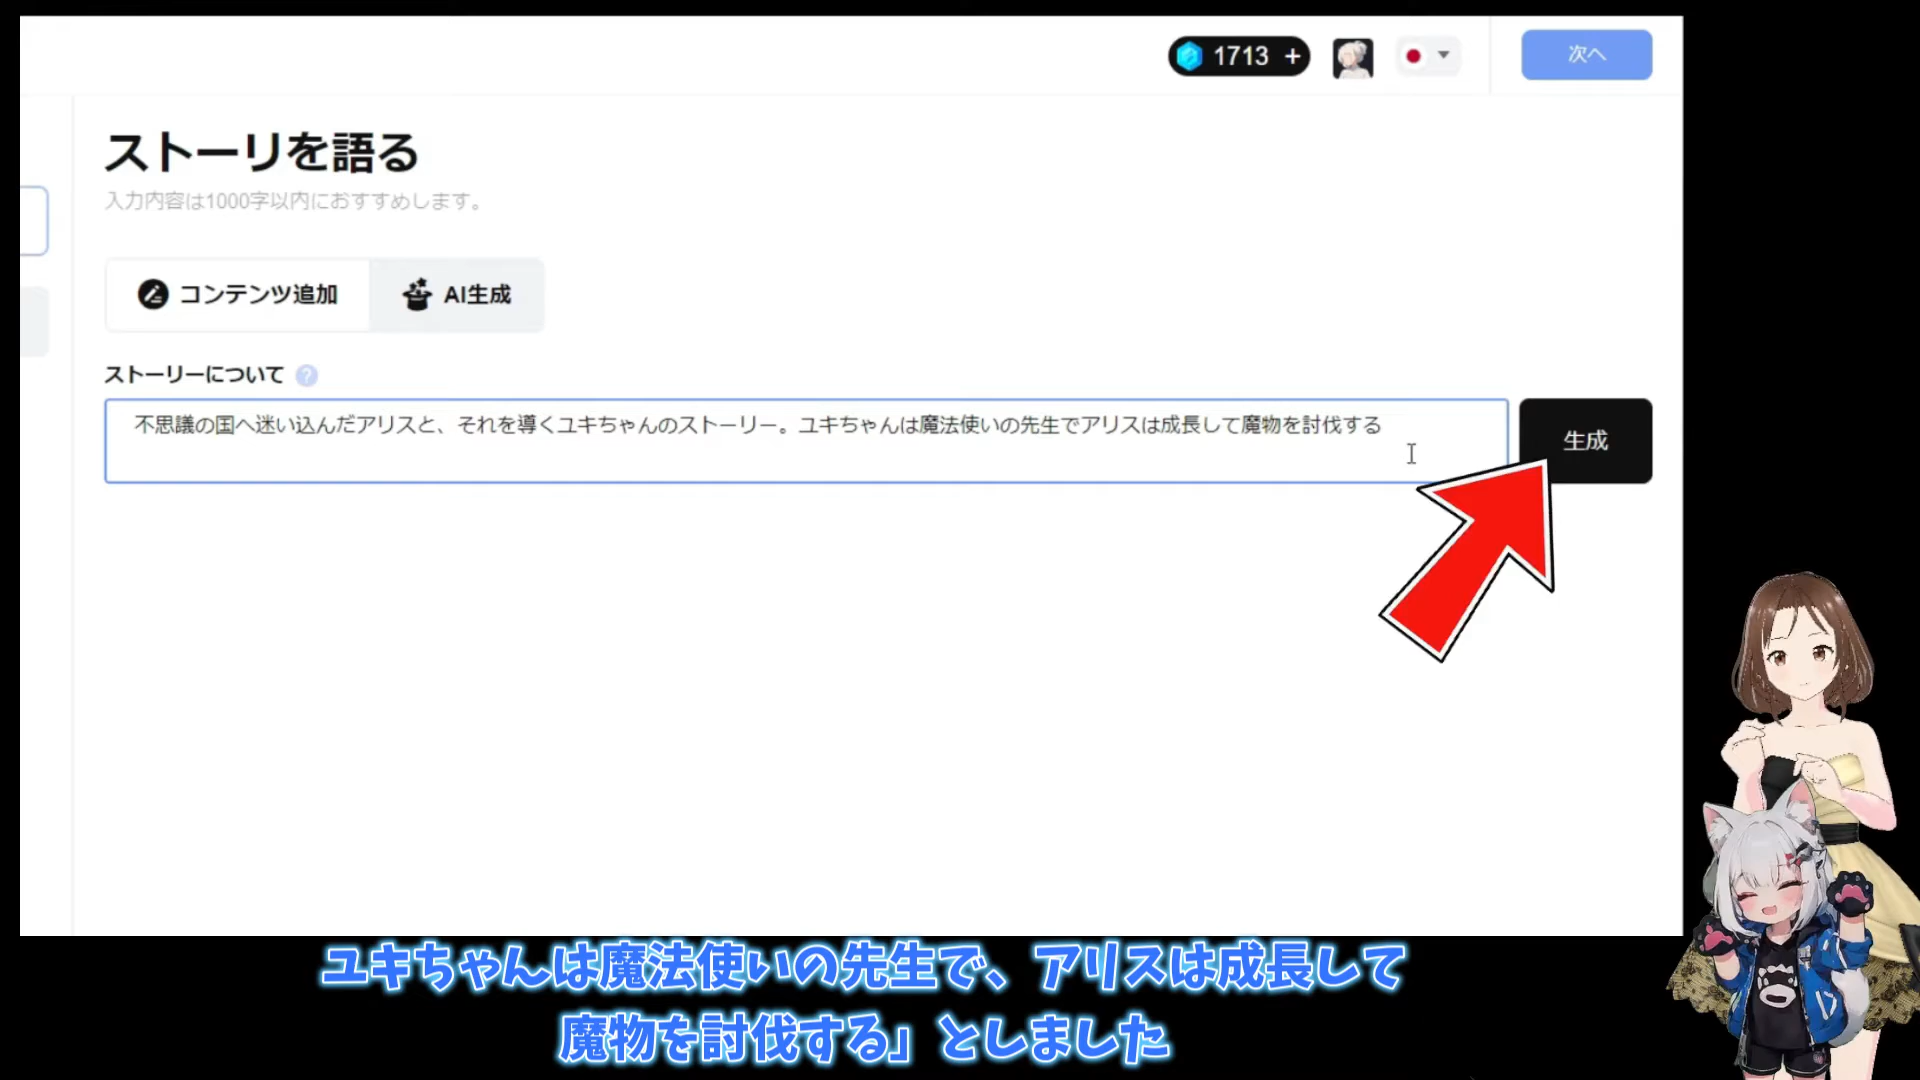 1713 +
次へ
ストーリを語る
入力内容は1000字以内におすすめします。
コンテンツ追加
AI生成
ストーリーについて ?
不思議の国へ迷い込んだアリスと、それを導くユキちゃんのストーリー。ユキちゃんは魔法使いの先生でアリスは成長して魔物を討伐する
生成
ユキちゃんは魔法使いの先生で、アリスは成長して
魔物を討伐する」としました